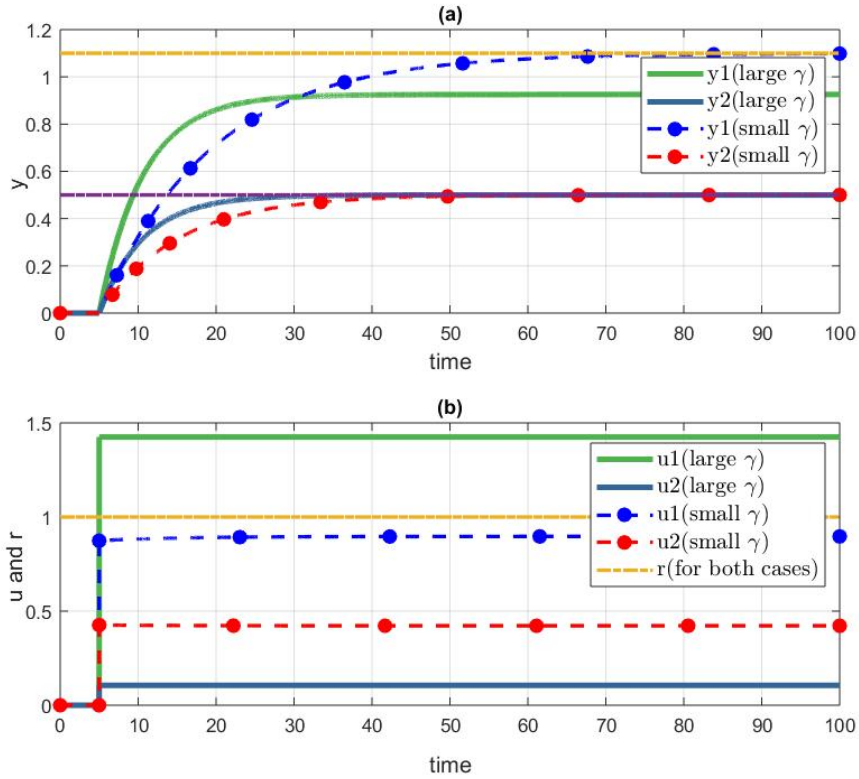 (a)
1.2
1
0.8
0.6
0.4
0.2
0
y
y1(large γ)
y2(large γ)
y1(small γ)
y2(small γ)
0 10 20 30 40 50 60 70 80 90 100
time
(b)
1.5
1
0.5
0
u and r
u1(large γ)
u2(large γ)
u1(small γ)
u2(small γ)
r(for both cases)
0 10 20 30 40 50 60 70 80 90 100
time